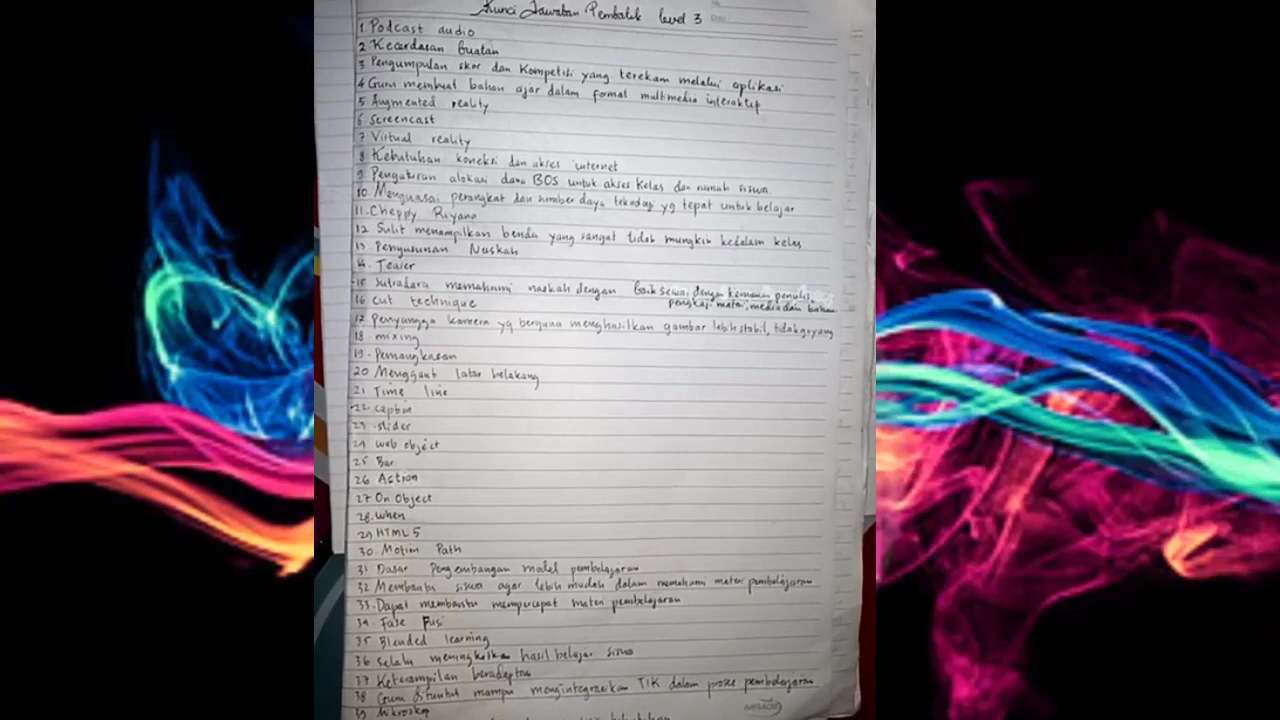 Kunci Jawaban Pembatik level 3
1. Podcast audio
2 Kecerdasan buatan
3 Pengumpulan skor dan Kompetisi yang terekam melalui aplikasi
4 Guru membuat bahan ajar dalam format multimedia interaktif
5 Augmented reality
6 Screencast
7 Virtual reality
8 Kebutuhan koneksi dan akses internet
9. Pengaturan alokasi dana BOS untuk akses kelas dan rumah siswa
10. Menguasai perangkat dan sumber daya teknologi yg tepat untuk belajar
11. Cheppy Riyana
12 Sulit menampilkan benda yang sangat tidak mungkin kedalam kelas
13. Penyusunan Naskah
14. Teaser
15 Sutradara memahami naskah dengan baik sesuai dengan kemauan penulis,
pengkaji materi, media dan bahan
16 Cut technique
17 Penyangga kamera yg berguna menghasilkan gambar lebih stabil, tidak goyang
18 mixing
19. Pemangkasan
20 Mengganti latar belakang
21 Time line
22. caption
23. slider
24 web object
25 Bar
26 Action
27 On Object
28. when
29 HTML 5
30. Motion Path
31 Dasar Pengembangan model pembelajaran
32 Membantu siswa agar lebih mudah dalam memahami materi pembelajaran
33. Dapat membantu mempercepat materi pembelajaran
34. Fase Fusi
35 Blended learning
36 Selalu meningkatkan hasil belajar siswa
37 Keterampilan beradaptasi
38 Guru dituntut mampu mengintegrasikan TIK dalam proses pembelajaran
39 Mikroskop
MIRAGE